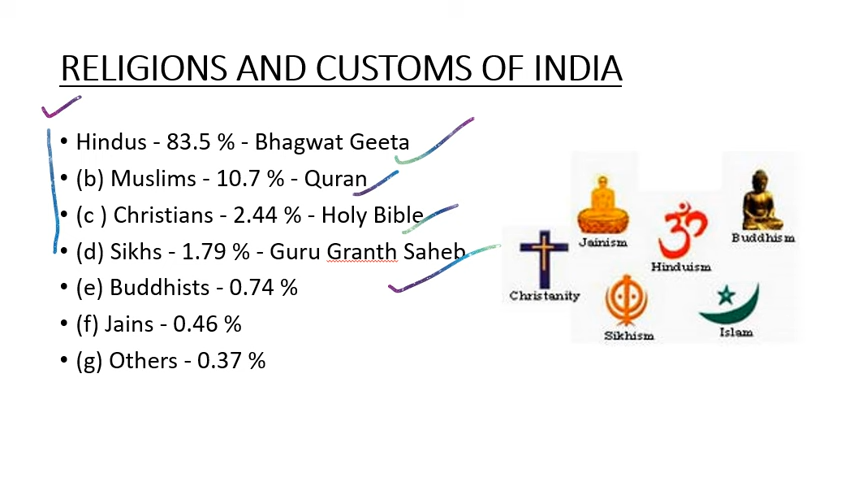 RELIGIONS AND CUSTOMS OF INDIA
• Hindus - 83.5 % - Bhagwat Geeta
• (b) Muslims - 10.7 % - Quran
• (c ) Christians - 2.44 % - Holy Bible
• (d) Sikhs - 1.79 % - Guru Granth Saheb
• (e) Buddhists - 0.74 %
• (f) Jains - 0.46 %
• (g) Others - 0.37 %
Jainism
Buddhism
Hinduism
Christanity
Sikhism
Islam